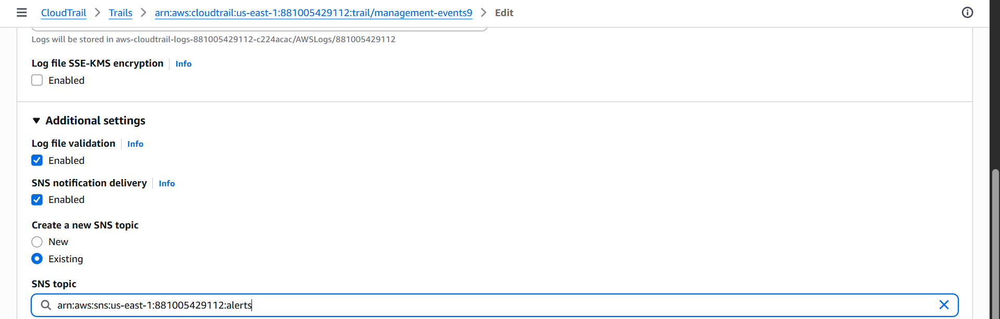 CloudTrail > Trails > arn:aws:cloudtrail:us-east-1:881005429112:trail/management-events9 > Edit
Logs will be stored in aws-cloudtrail-logs-881005429112-c224acac/AWSLogs/881005429112
Log file SSE-KMS encryption | Info
Enabled
Additional settings
Log file validation | Info
Enabled
SNS notification delivery | Info
Enabled
Create a new SNS topic
New
Existing
SNS topic
arn:aws:sns:us-east-1:881005429112:alerts